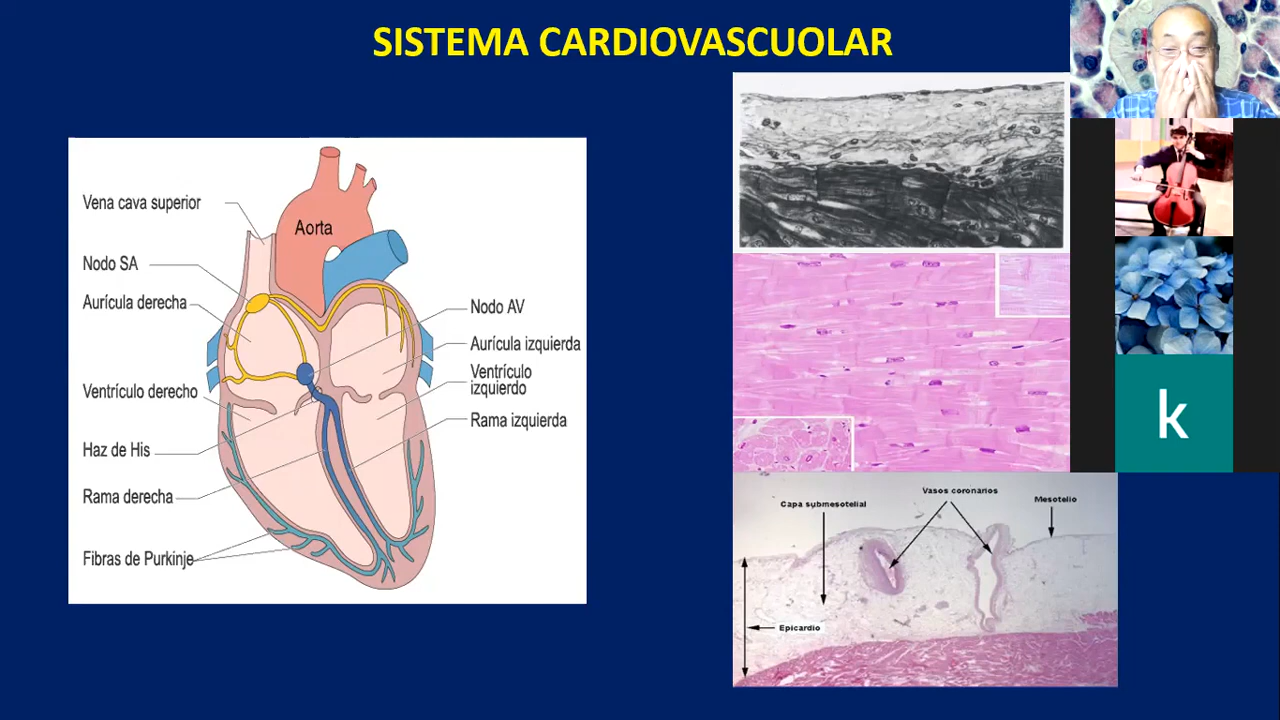 SISTEMA CARDIOVASCUOLAR
Vena cava superior
Aorta
Nodo SA
Aurícula derecha
Nodo AV
Aurícula izquierda
Ventrículo
izquierdo
Ventrículo derecho
Rama izquierda
Haz de His
Rama derecha
Fibras de Purkinje
k
Vasos coronarios
Capa submesotelial
Mesotelio
Epicardio